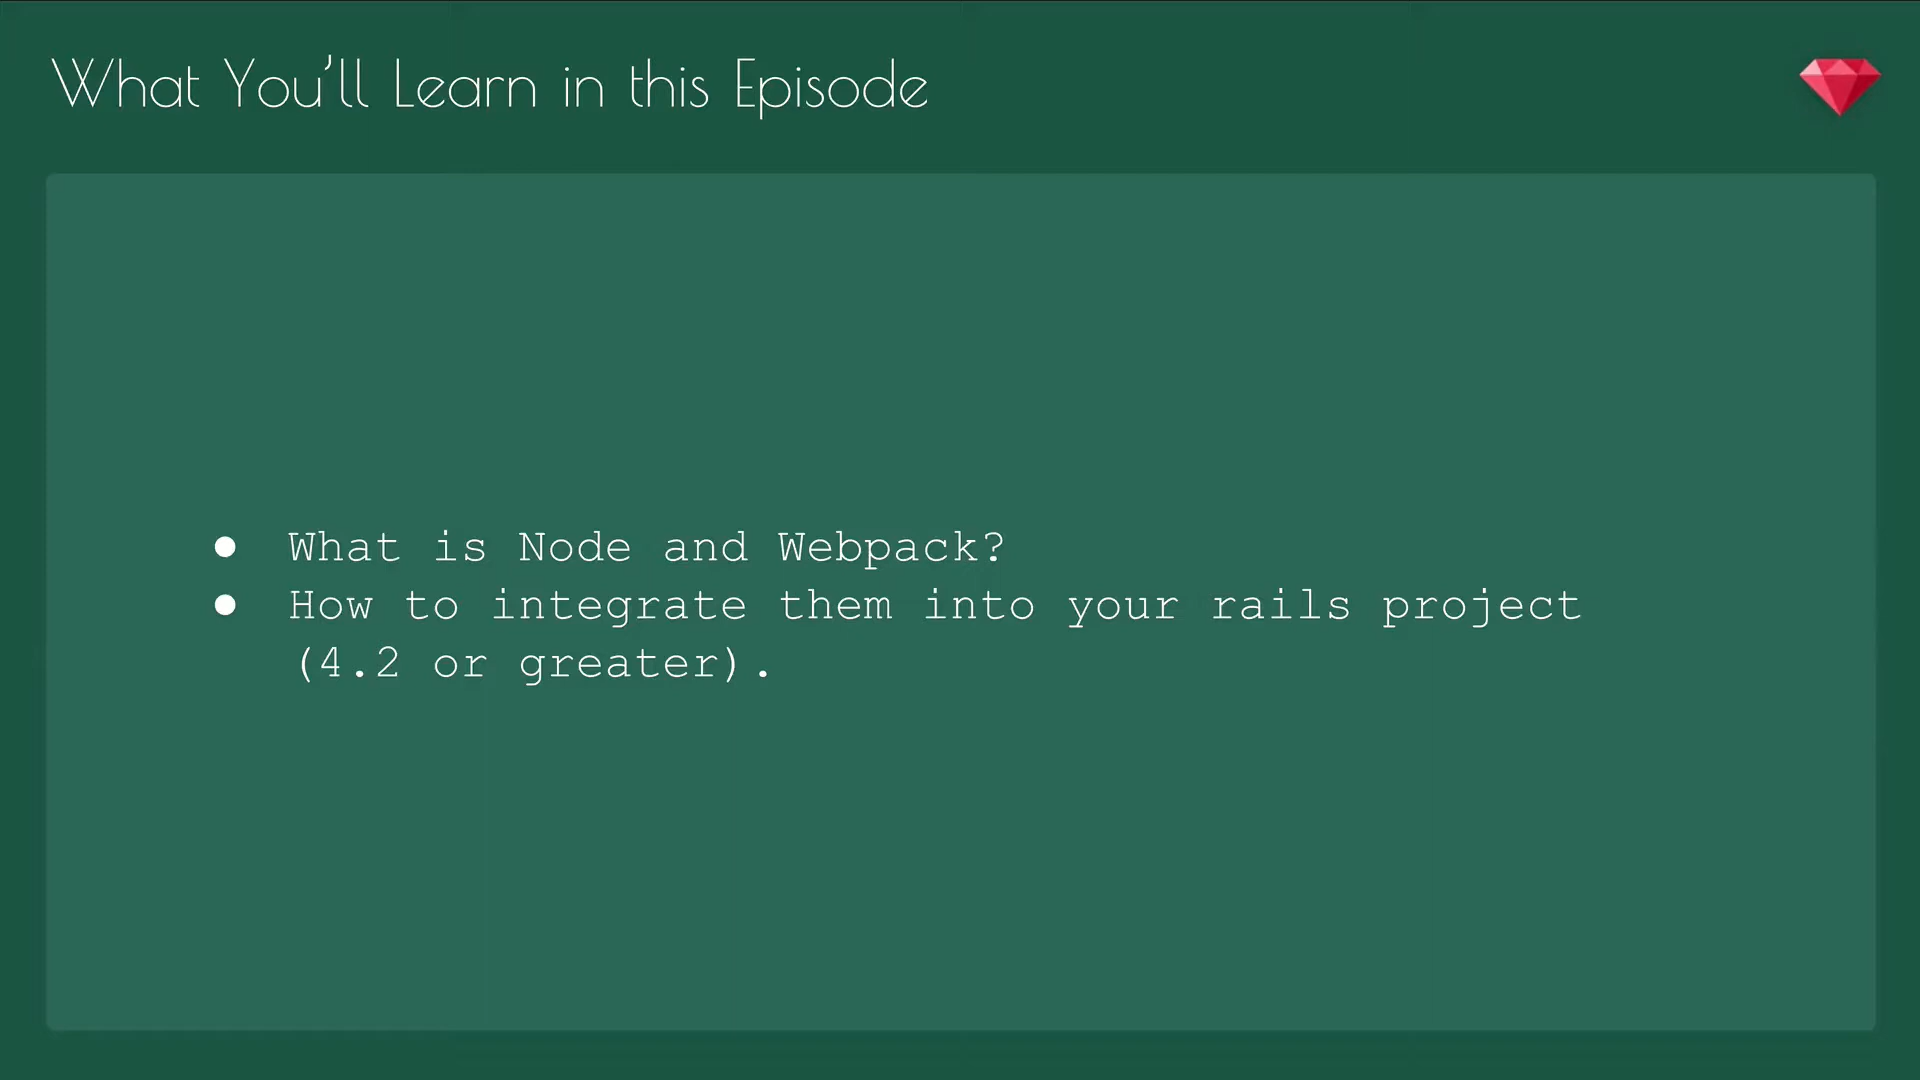 What You’ll Learn in this Episode
● What is Node and Webpack?
● How to integrate them into your rails project
(4.2 or greater).